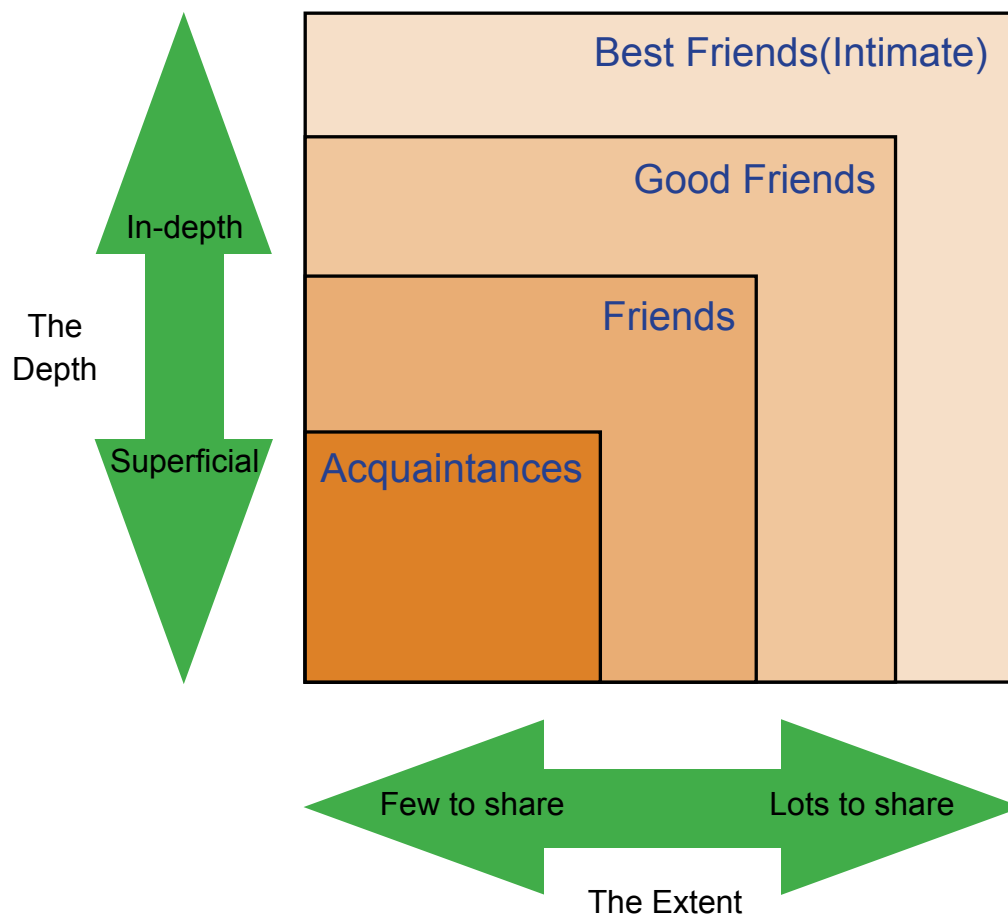 Best Friends(Intimate)
Good Friends
In-depth
Friends
The
Depth
Superficial
Acquaintances
Few to share
Lots to share
The Extent